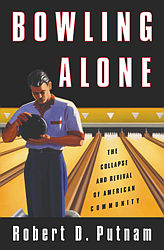 BOWLING
ALONE
THE
COLLAPSE
AND REVIVAL
OF AMERICAN
COMMUNITY
Robert D. Putnam